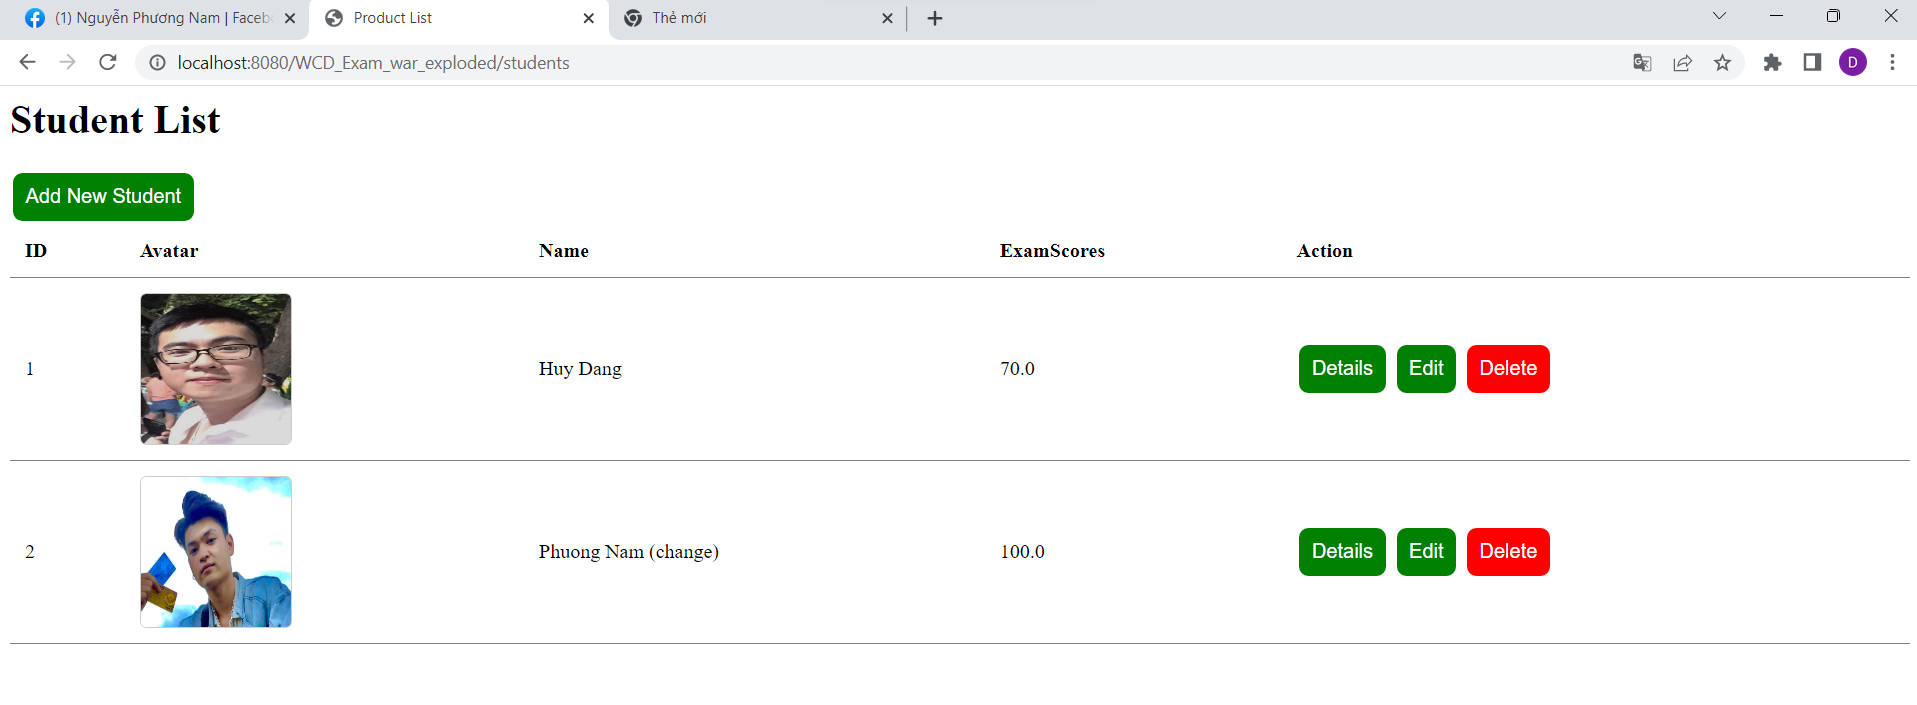 (1) Nguyễn Phương Nam | Faceb
Product List
Thẻ mới
localhost:8080/WCD_Exam_war_exploded/students
D
Student List
Add New Student
ID Avatar Name ExamScores Action
1 Huy Dang 70.0 Details Edit Delete
2 Phuong Nam (change) 100.0 Details Edit Delete